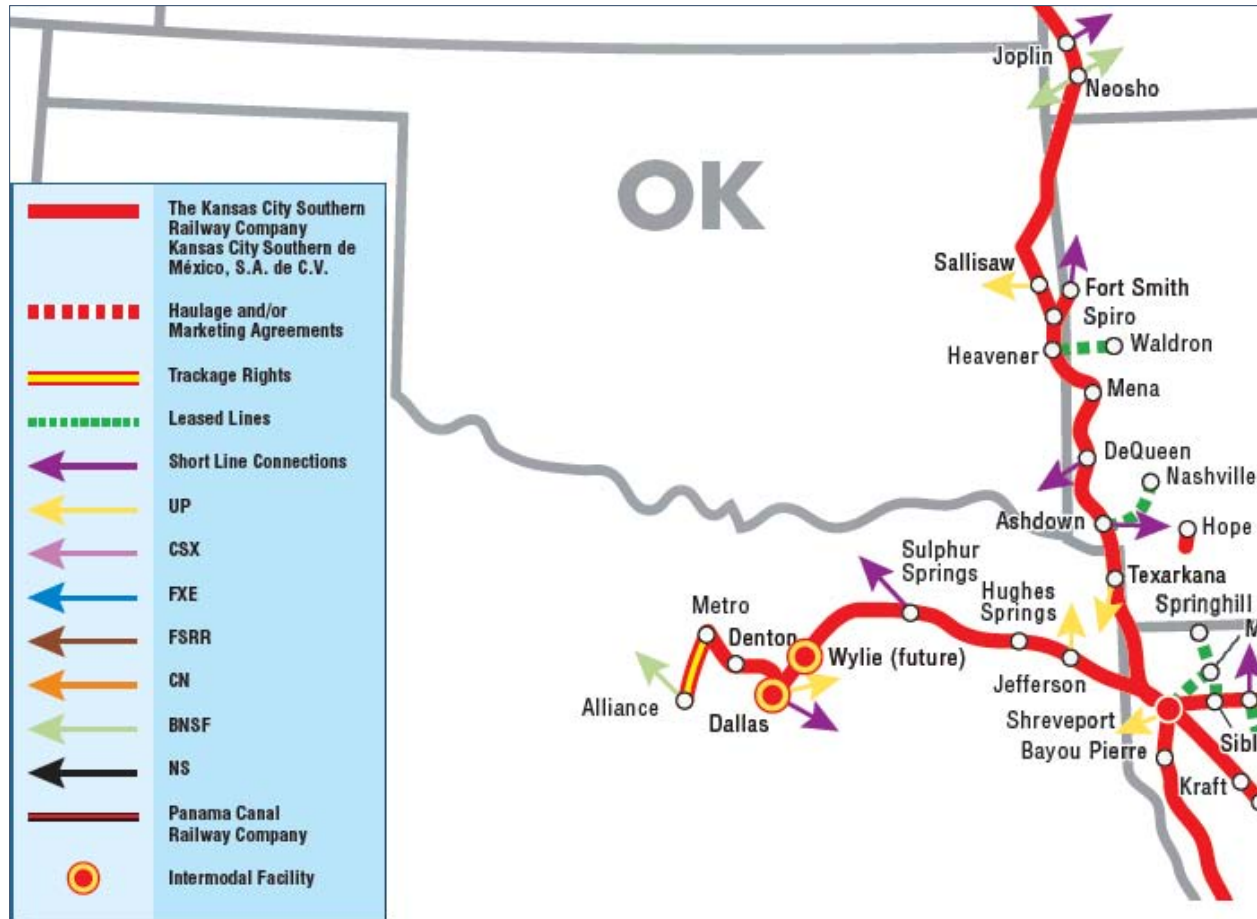 Joplin
Neosho
OK
The Kansas City Southern
Railway Company
Kansas City Southern de
México, S.A. de C.V.
Haulage and/or
Marketing Agreements
Trackage Rights
Leased Lines
Short Line Connections
UP
CSX
FXE
FSRR
CN
BNSF
NS
Panama Canal
Railway Company
Intermodal Facility
Sallisaw
Fort Smith
Spiro
Heavener
Waldron
Mena
DeQueen
Nashville
Ashdown
Hope
Sulphur
Springs
Hughes
Springs
Texarkana
Springhill
M
Metro
Denton
Wylie (future)
Alliance
Dallas
Jefferson
Shreveport
Sibl
Bayou Pierre
Kraft